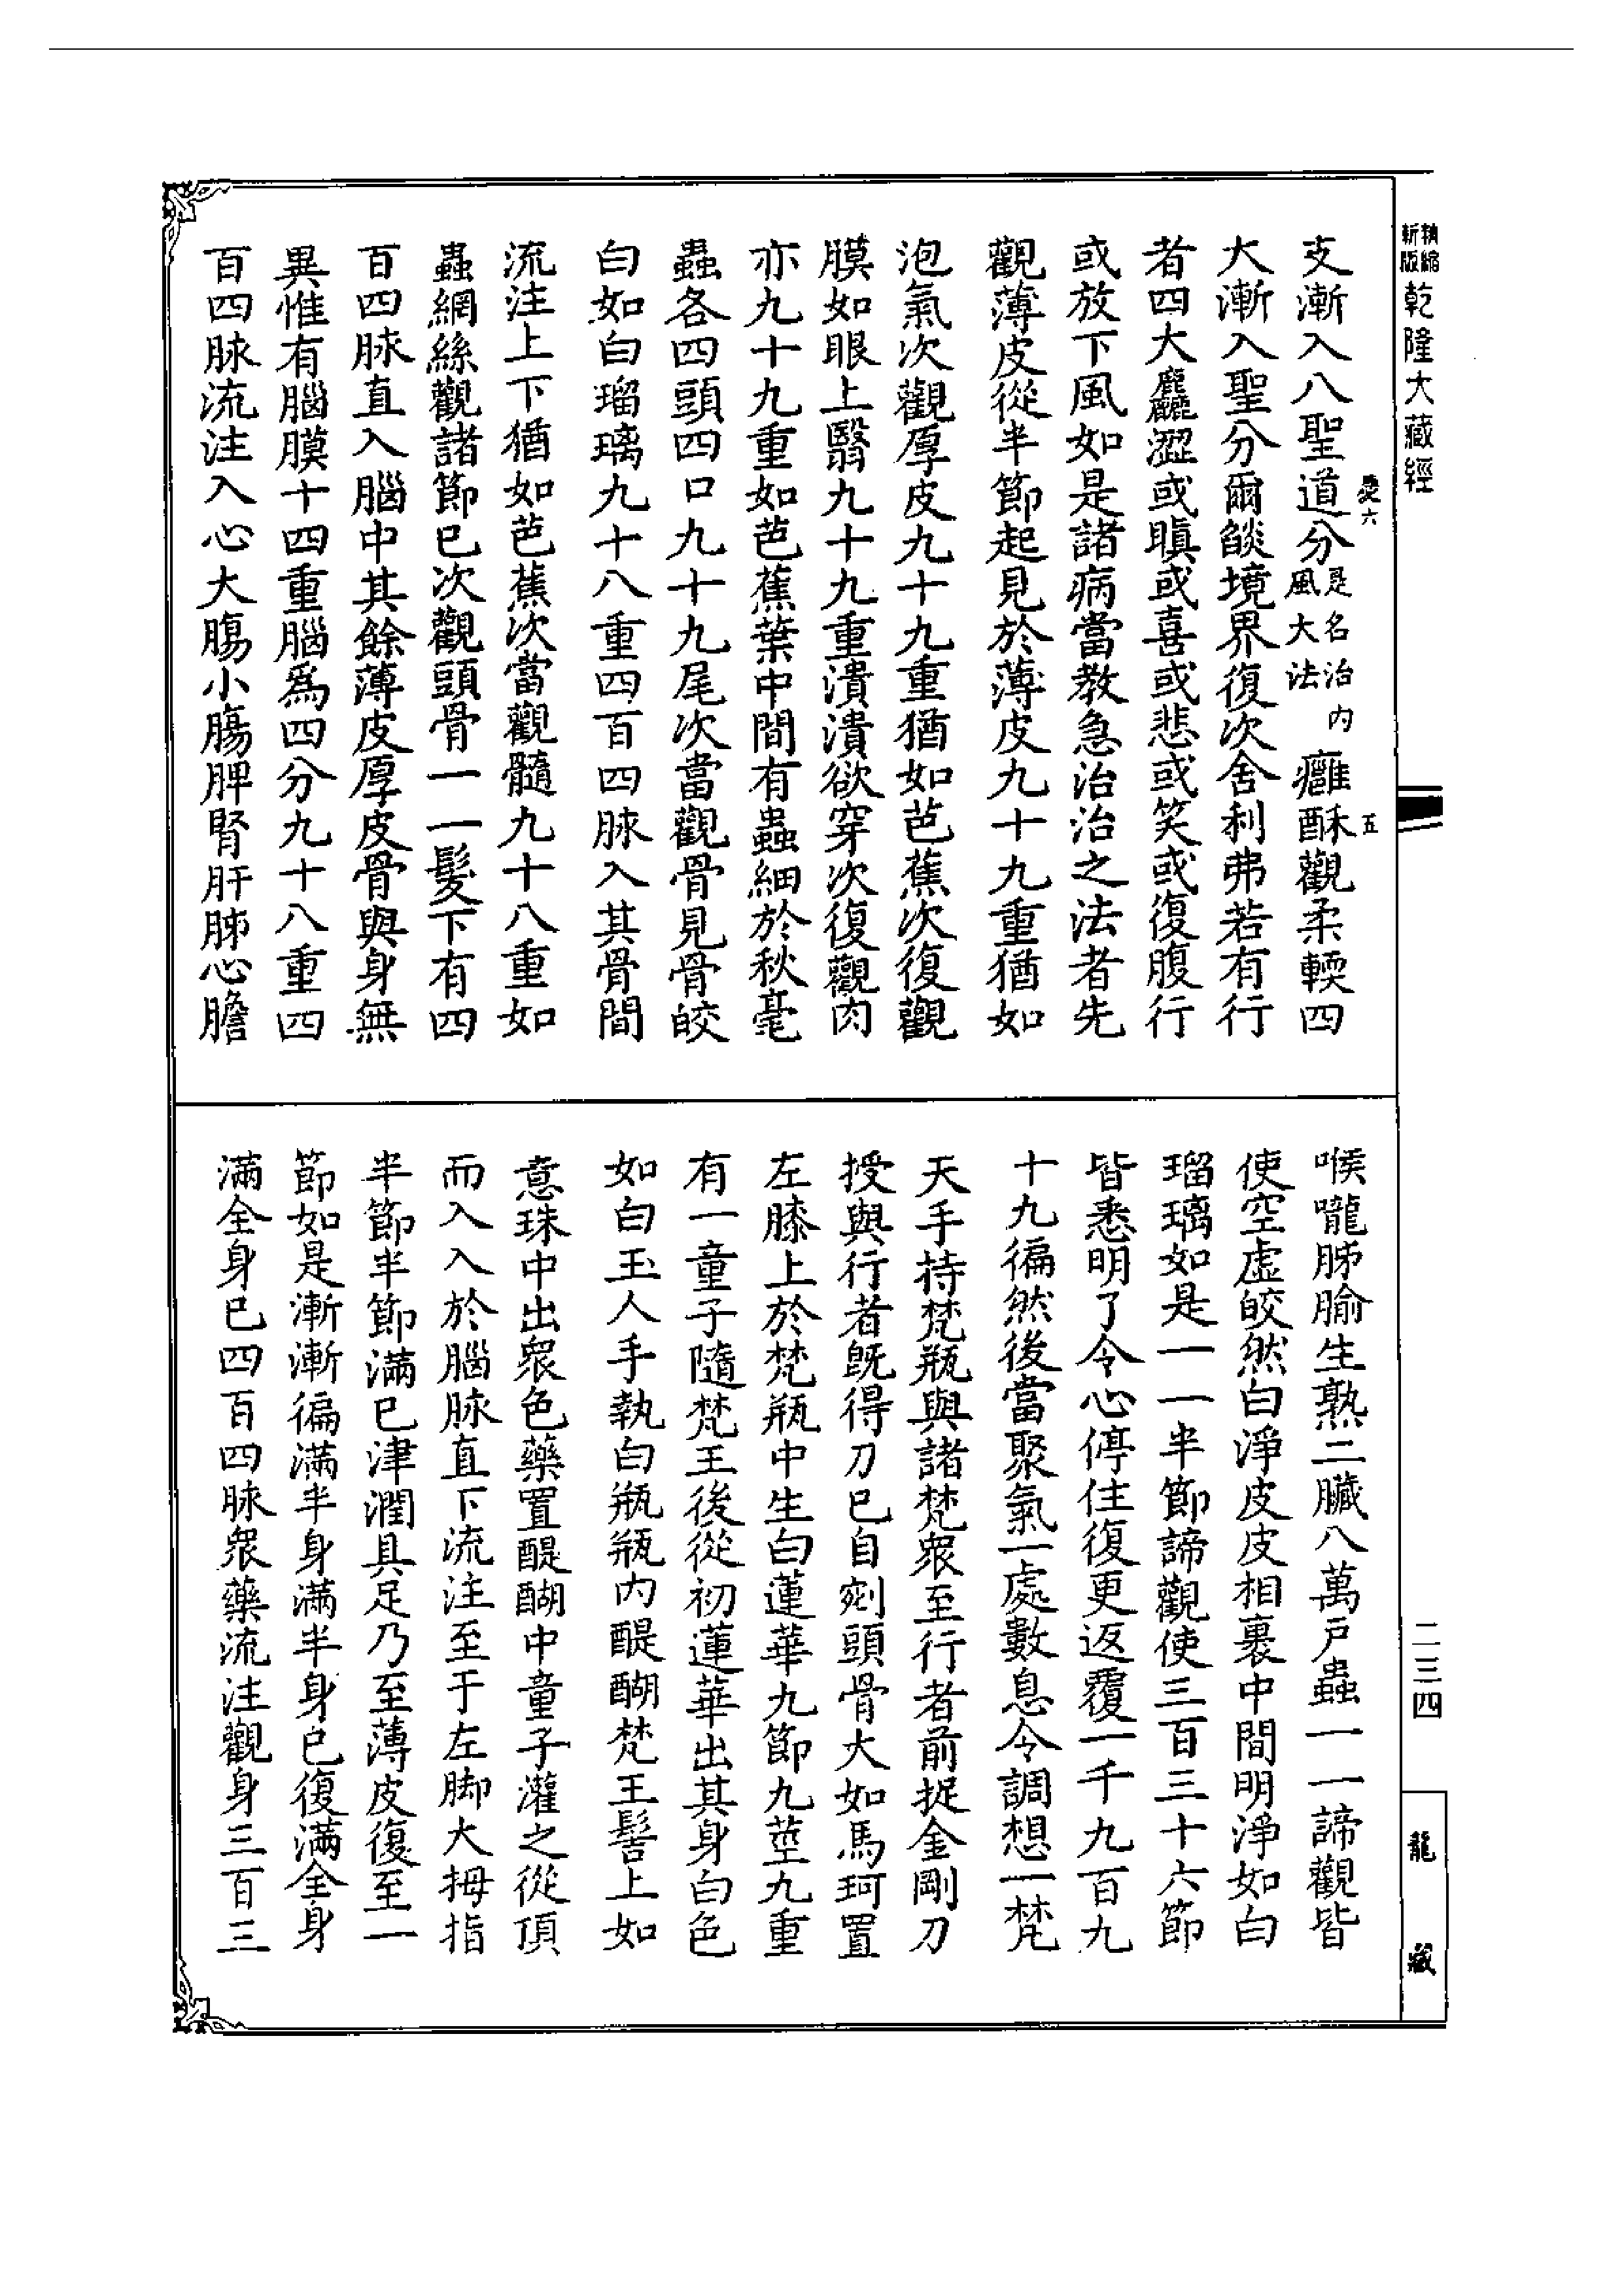 精縮新版乾隆大藏經
慶六
五
支漸入八聖道分是名治内風大法癰酥觀柔輭四
大漸入聖分爾𦦨境界復次舍利弗若有行
者四大麤澀或瞋或喜或悲或笑或復腹行
或放下風如是諸病當教急治治之法者先
觀薄皮從半節起見於薄皮九十九重猶如
泡氣次觀厚皮九十九重猶如芭蕉次復觀
膜如眼上翳九十九重潰潰欲穿次復觀肉
亦九十九重如芭蕉葉中間有蟲細於秋毫
蟲各四頭四口九十九尾次當觀骨見骨皎
白如白瑠璃九十八重四百四脉入其骨間
流注上下猶如芭蕉次當觀髓九十八重如
蟲網絲觀諸節已次觀頭骨一一髮下有四
百四脉直入腦中其餘薄皮厚皮骨與身無
異惟有腦膜十四重腦爲四分九十八重四
百四脉流注入心大腸小腸脾腎肝肺心膽
喉嚨肺腧生熟二臟八萬戶蟲一一諦觀皆
使空虛皎然白淨皮皮相裹中間明淨如白
瑠璃如是一一半節諦觀使三百三十六節
皆悉明了令心停住復更返覆一千九百九
十九徧然後當聚氣一處數息令調想一梵
天手持梵瓶與諸梵衆至行者前捉金剛刀
授與行者既得刀已自剜頭骨大如馬珂置
左膝上於梵瓶中生白蓮華九節九莖九重
有一童子隨梵王後從初蓮華出其身白色
如白玉人手執白瓶瓶内醍醐梵王髻上如
意珠中出衆色藥置醍醐中童子灌之從頂
而入入於腦脉直下流注至于左脚大拇指
半節半節滿已津潤具足乃至薄皮復至一
節如是漸漸徧滿半身滿半身已復滿全身
滿全身已四百四脉衆藥流注觀身三百三
二三四
龍藏